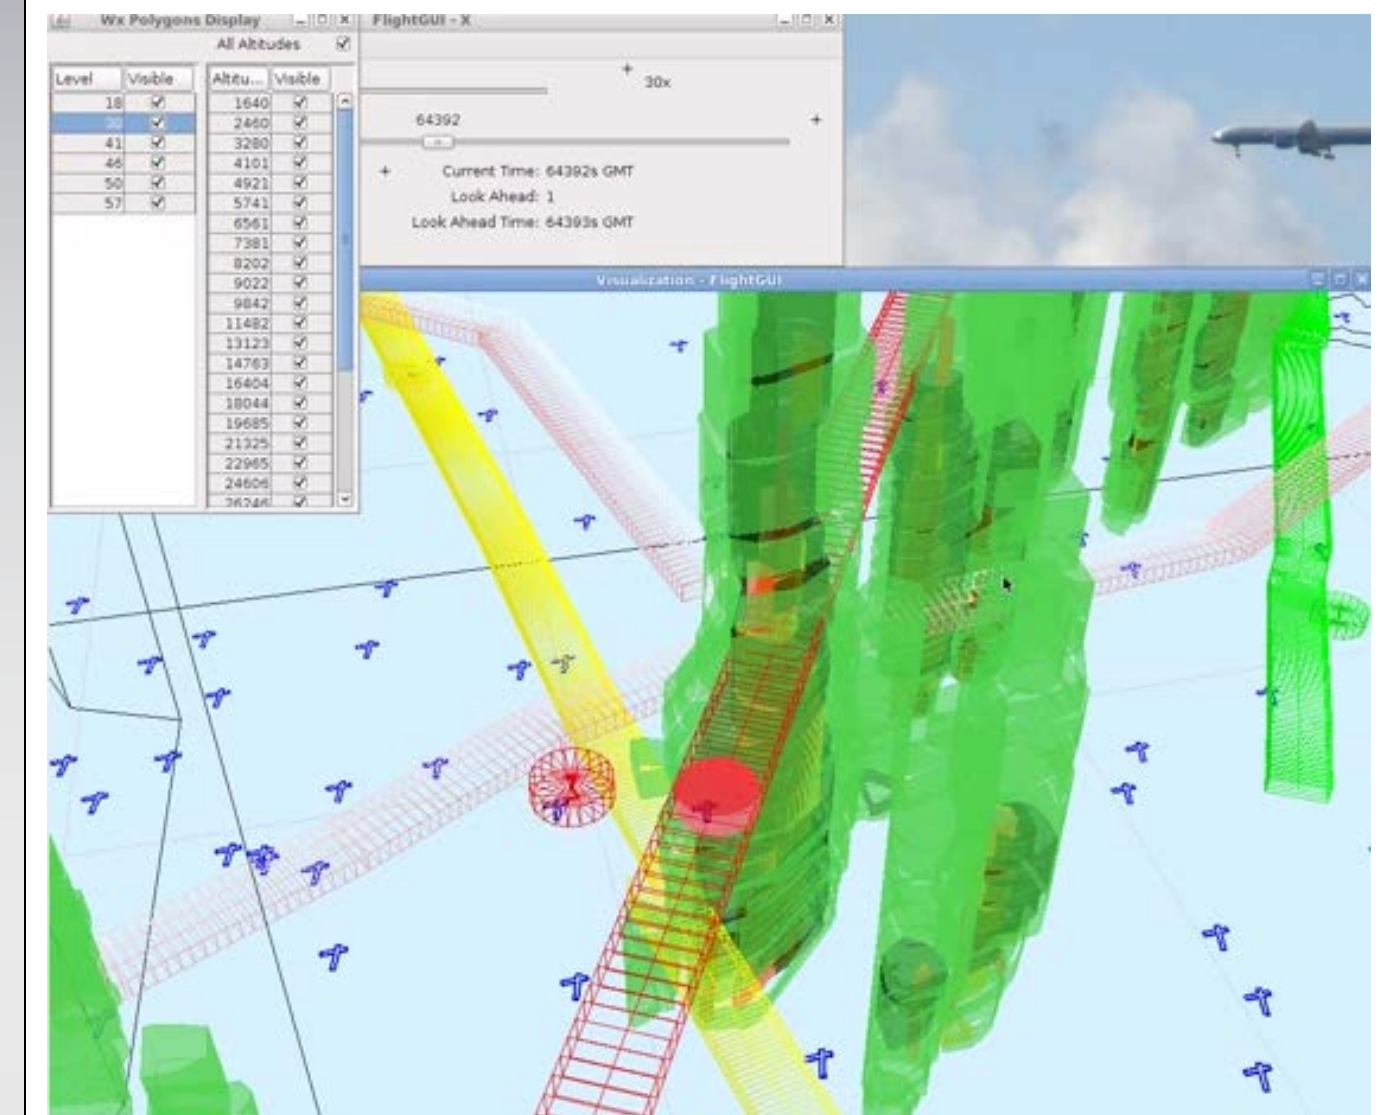 Wx Polygons Display
FlightGUI - X
All Altitudes
Level Visible
Altitu... Visible
18
30
41
46
50
57
1640
2460
3280
4101
4921
5741
6561
7381
8202
9022
9842
11482
13123
14763
16404
18044
19685
21325
22965
24606
26246
30x
64392
Current Time: 64392s GMT
Look Ahead: 1
Look Ahead Time: 64393s GMT
Visualization - FlightGUI